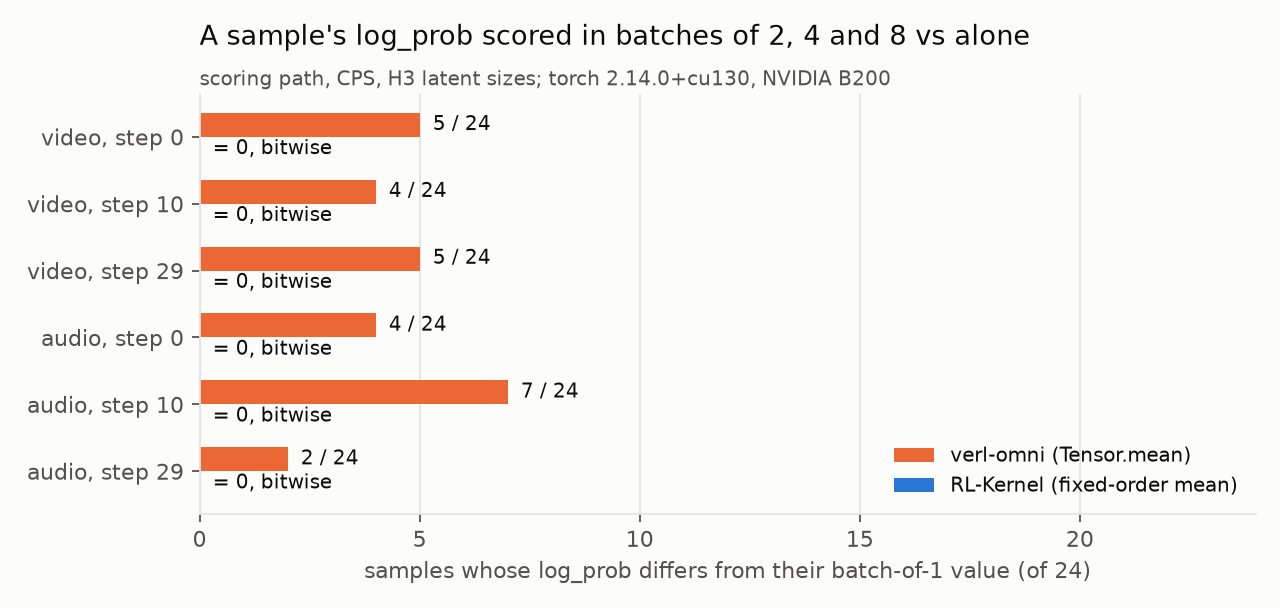 A sample's log_prob scored in batches of 2, 4 and 8 vs alone
scoring path, CPS, H3 latent sizes; torch 2.14.0+cu130, NVIDIA B200
video, step 0
5 / 24
= 0, bitwise
video, step 10
4 / 24
= 0, bitwise
video, step 29
5 / 24
= 0, bitwise
audio, step 0
4 / 24
= 0, bitwise
audio, step 10
7 / 24
= 0, bitwise
audio, step 29
2 / 24
= 0, bitwise
verl-omni (Tensor.mean)
RL-Kernel (fixed-order mean)
0 5 10 15 20
samples whose log_prob differs from their batch-of-1 value (of 24)